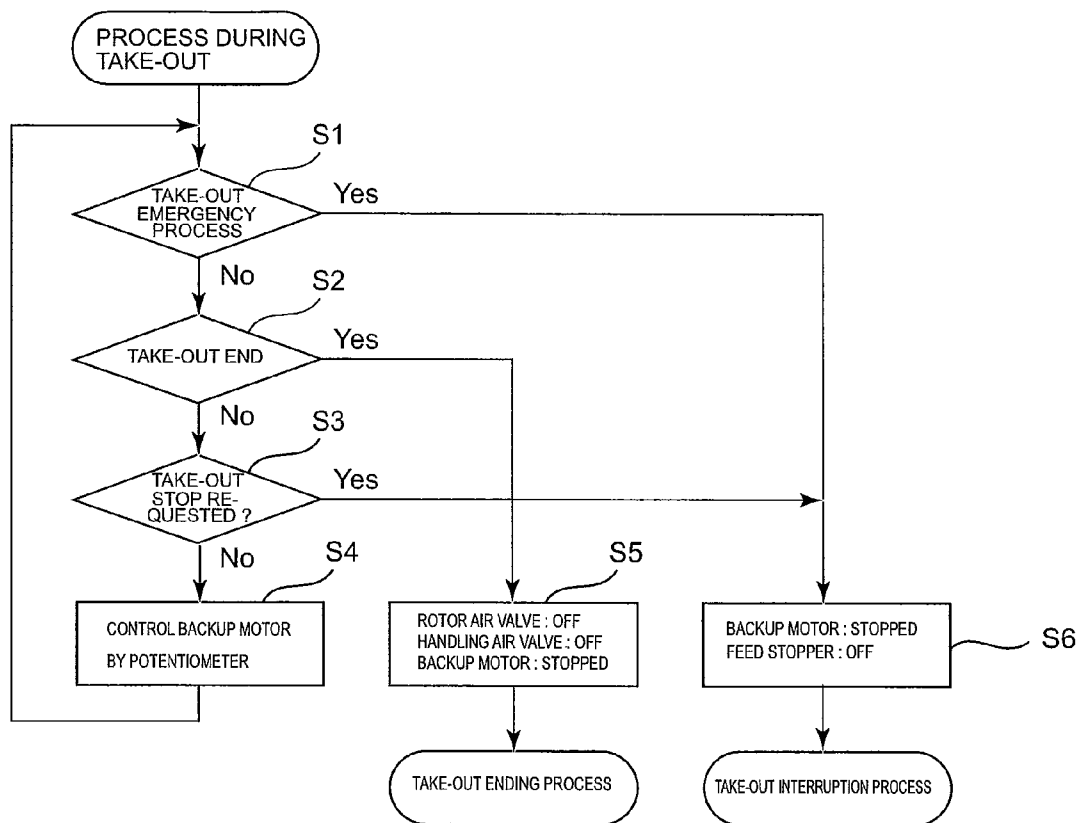 PROCESS DURING
TAKE-OUT
S1
TAKE-OUT
EMERGENCY
PROCESS
Yes
No
S2
TAKE-OUT END
Yes
No
S3
TAKE-OUT
STOP RE-
QUESTED ?
Yes
No
S4
CONTROL BACKUP MOTOR
BY POTENTIOMETER
S5
ROTOR AIR VALVE : OFF
HANDLING AIR VALVE : OFF
BACKUP MOTOR : STOPPED
BACKUP MOTOR : STOPPED
FEED STOPPER : OFF
S6
TAKE-OUT ENDING PROCESS
TAKE-OUT INTERRUPTION PROCESS